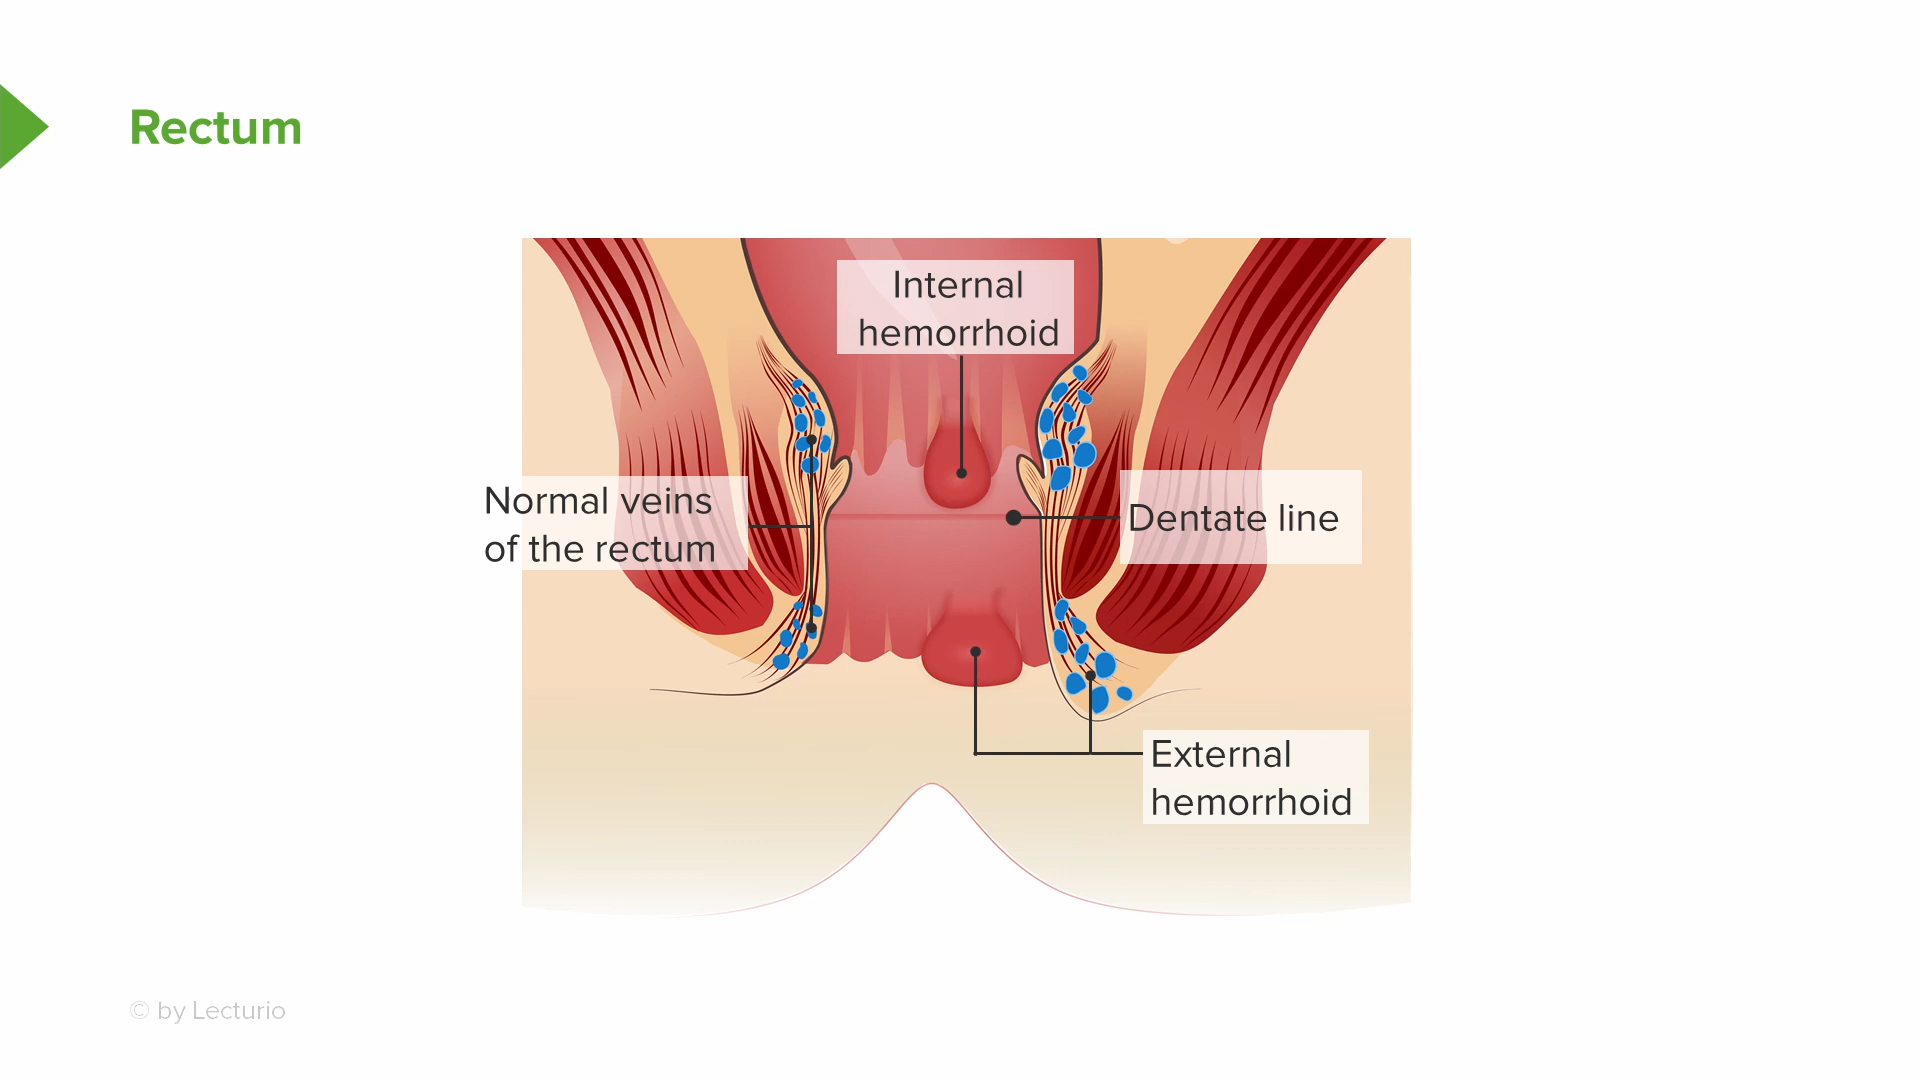 Rectum
Internal
hemorrhoid
Normal veins
of the rectum
Dentate line
External
hemorrhoid
© by Lecturio